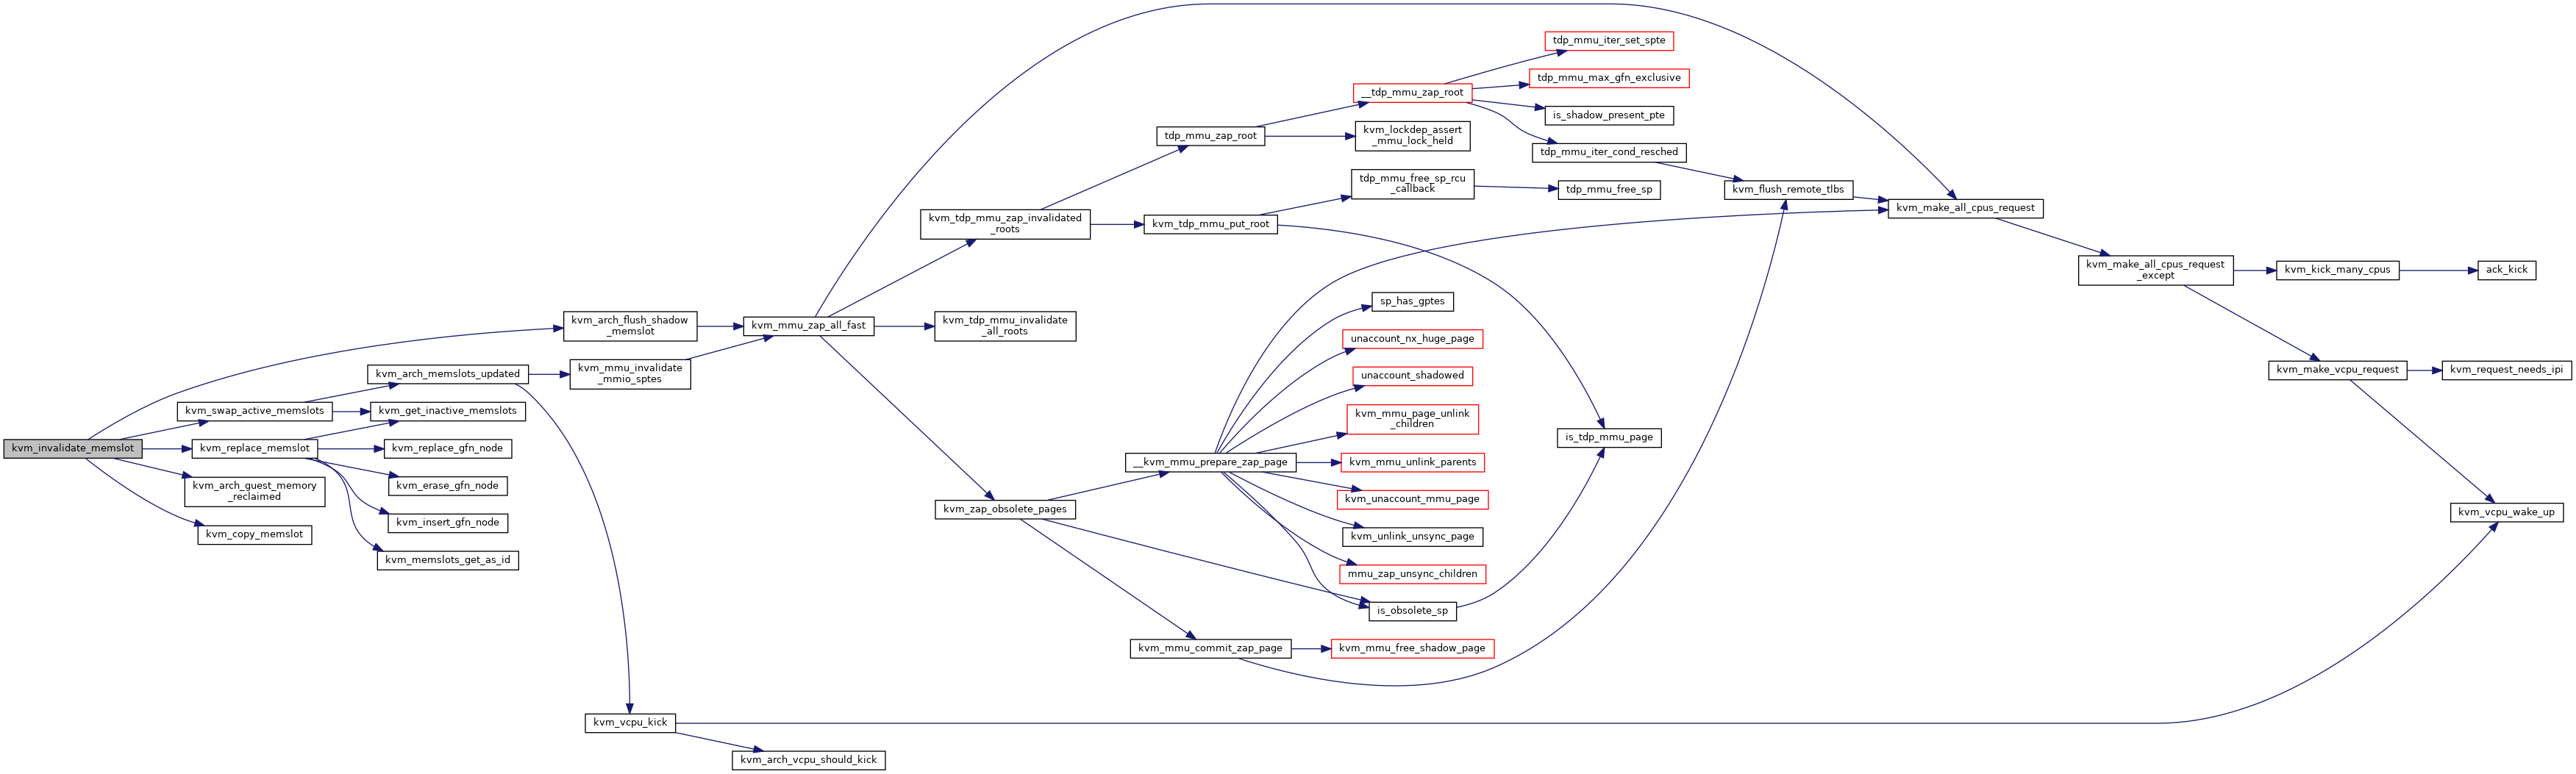 kvm_invalidate_memslot
kvm_arch_flush_shadow
_memslot
kvm_arch_memslots_updated
kvm_swap_active_memslots
kvm_get_inactive_memslots
kvm_replace_memslot
kvm_replace_gfn_node
kvm_arch_guest_memory
_reclaimed
kvm_erase_gfn_node
kvm_insert_gfn_node
kvm_copy_memslot
kvm_memslots_get_as_id
kvm_mmu_invalidate
_mmio_sptes
kvm_vcpu_kick
kvm_arch_vcpu_should_kick
kvm_mmu_zap_all_fast
kvm_tdp_mmu_zap_invalidated
_roots
kvm_tdp_mmu_invalidate
_all_roots
kvm_zap_obsolete_pages
tdp_mmu_zap_root
kvm_tdp_mmu_put_root
__kvm_mmu_prepare_zap_page
kvm_mmu_commit_zap_page
__tdp_mmu_zap_root
kvm_lockdep_assert
_mmu_lock_held
tdp_mmu_free_sp_rcu
_callback
sp_has_gptes
unaccount_nx_huge_page
unaccount_shadowed
kvm_mmu_page_unlink
_children
kvm_mmu_unlink_parents
kvm_unaccount_mmu_page
kvm_unlink_unsync_page
mmu_zap_unsync_children
is_obsolete_sp
kvm_mmu_free_shadow_page
tdp_mmu_iter_set_spte
tdp_mmu_max_gfn_exclusive
is_shadow_present_pte
tdp_mmu_iter_cond_resched
tdp_mmu_free_sp
is_tdp_mmu_page
kvm_flush_remote_tlbs
kvm_make_all_cpus_request
kvm_make_all_cpus_request
_except
kvm_kick_many_cpus
ack_kick
kvm_make_vcpu_request
kvm_request_needs_ipi
kvm_vcpu_wake_up